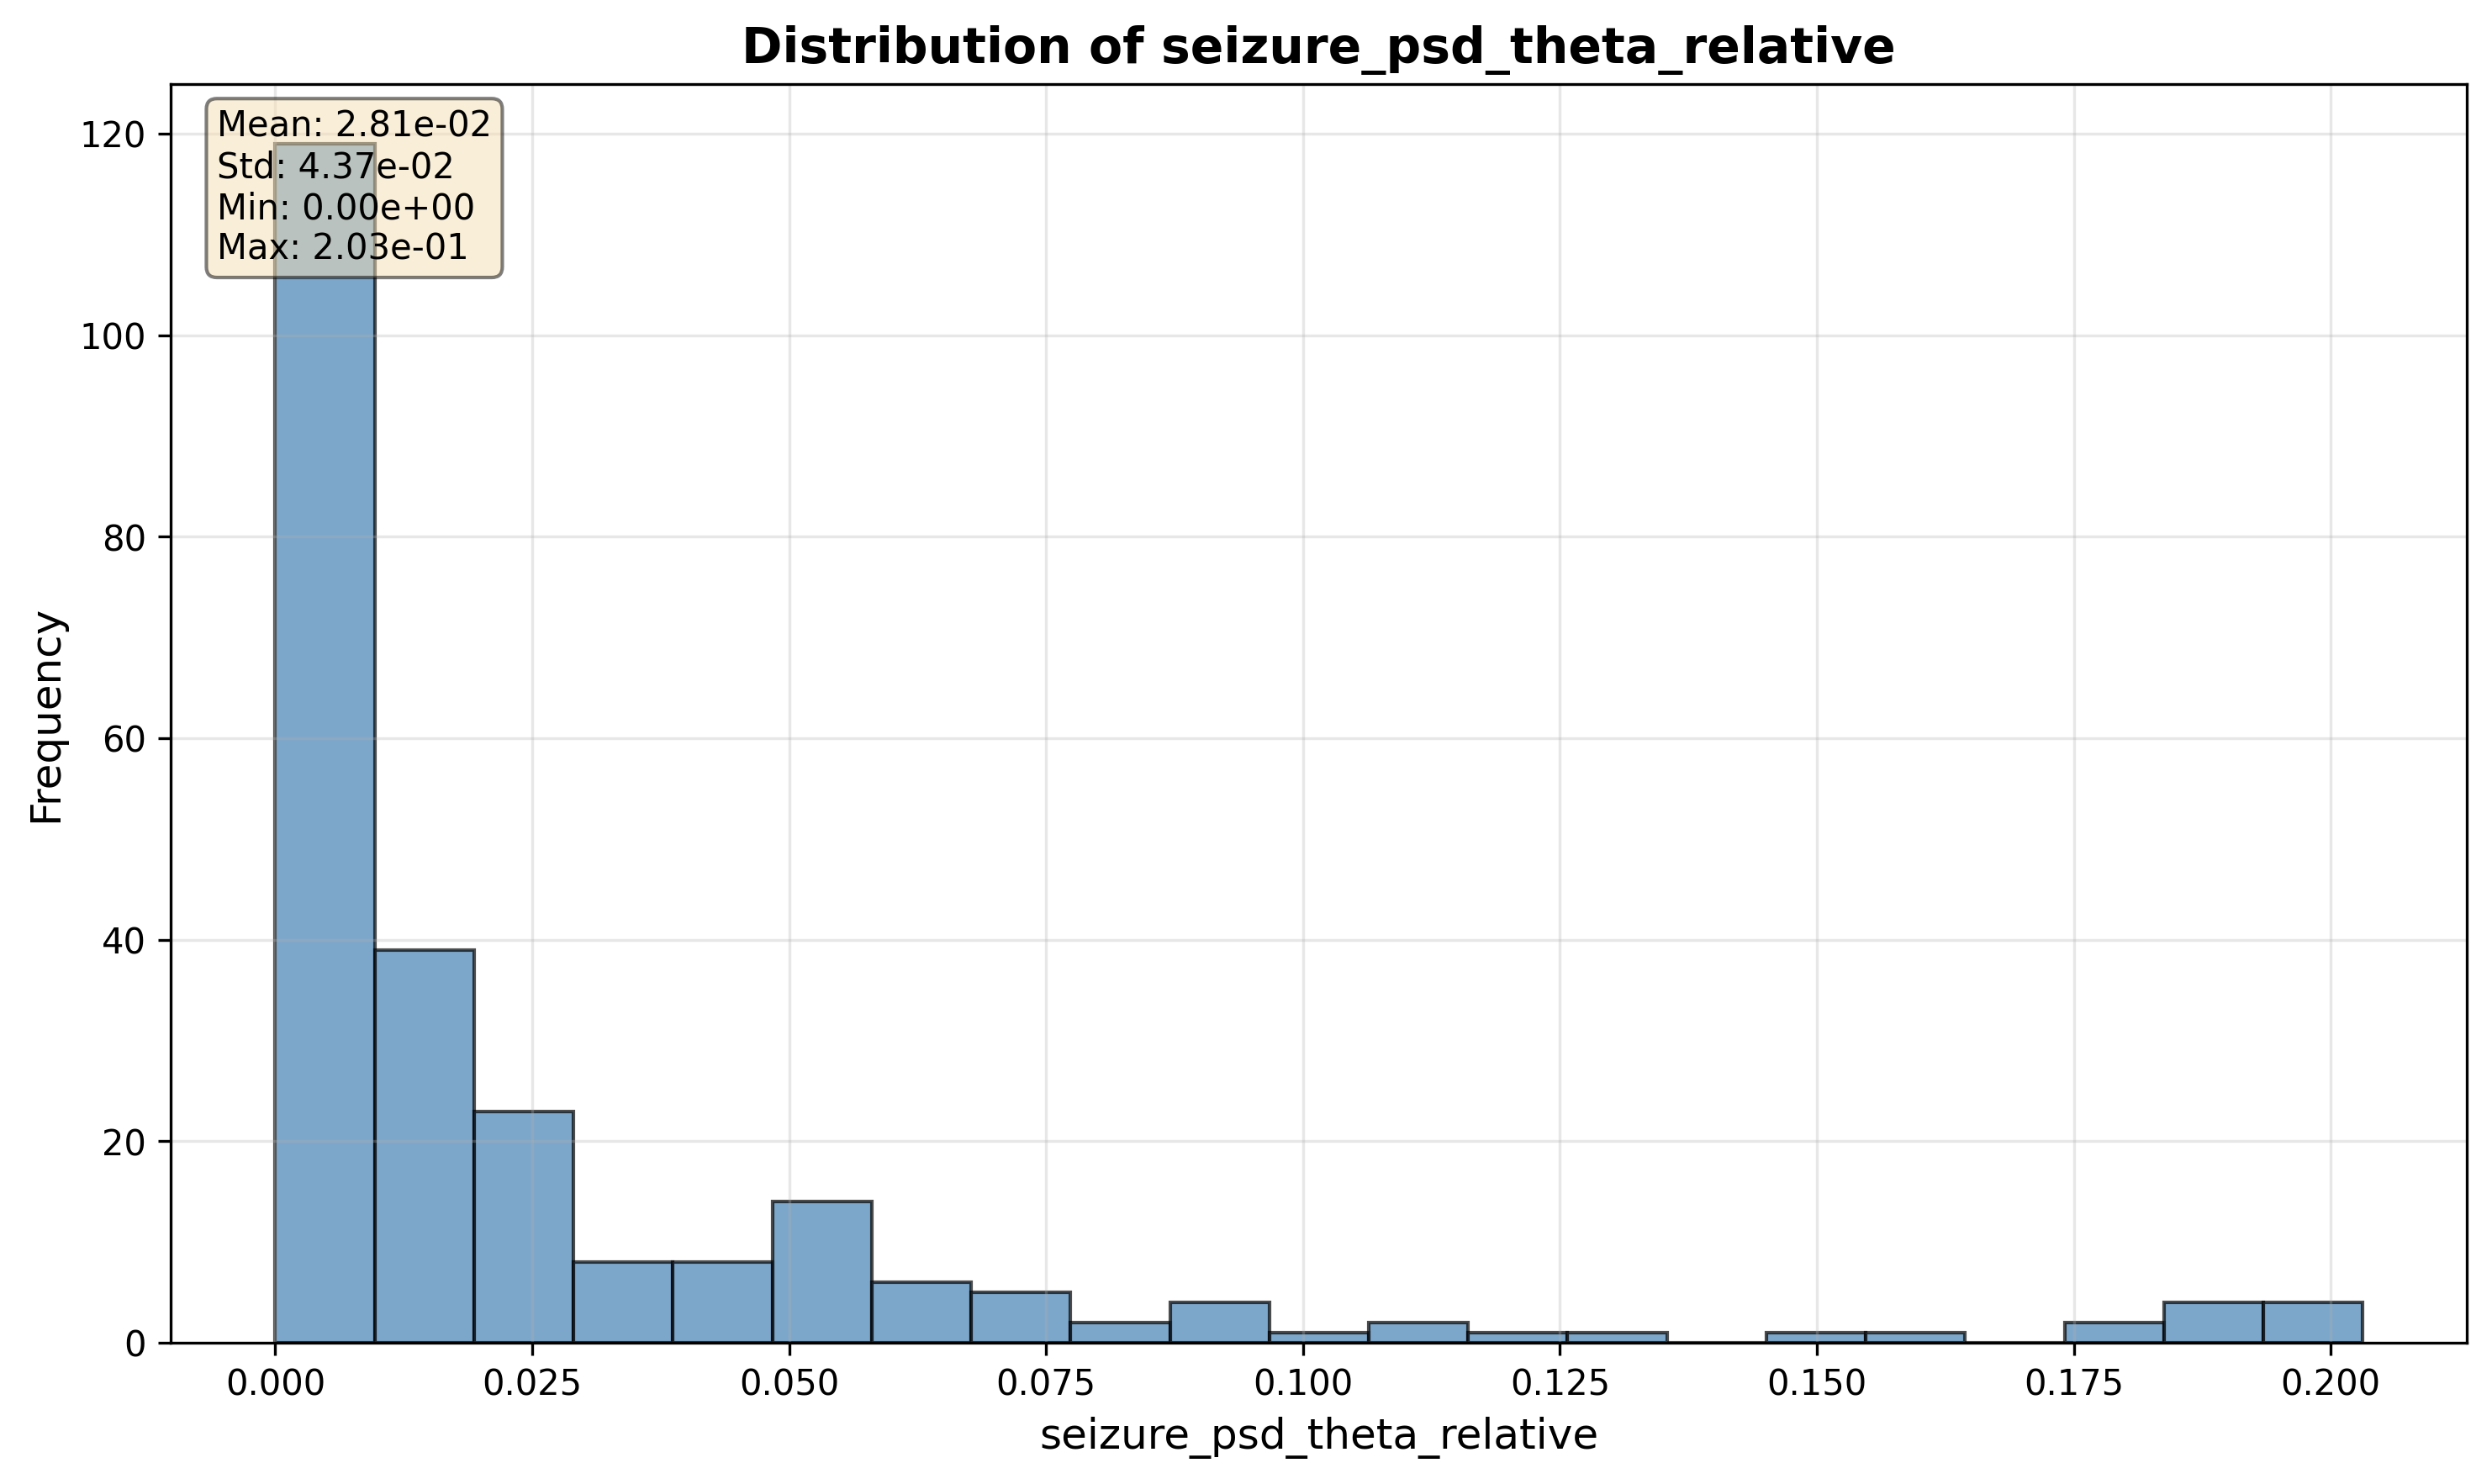 Distribution of seizure_psd_theta_relative
Mean: 2.81e-02
Std: 4.37e-02
Min: 0.00e+00
Max: 2.03e-01
120
100
80
60
40
20
0
Frequency
0.000 0.025 0.050 0.075 0.100 0.125 0.150 0.175 0.200
seizure_psd_theta_relative